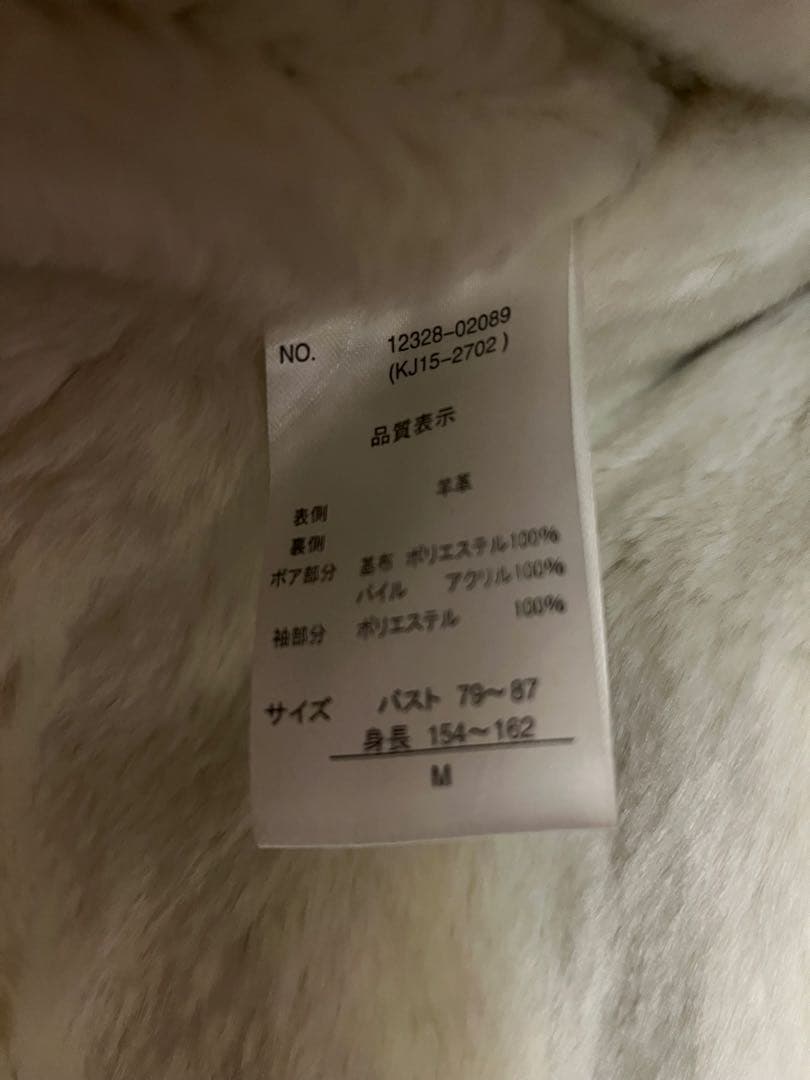 NO. 12328-02089
(KJ15-2702)
品質表示
表側 羊革
裏側
ボア部分 基布 ポリエステル100%
パイル アクリル100%
袖部分 ポリエステル 100%
サイズ バスト 79～87
身長 154～162
M